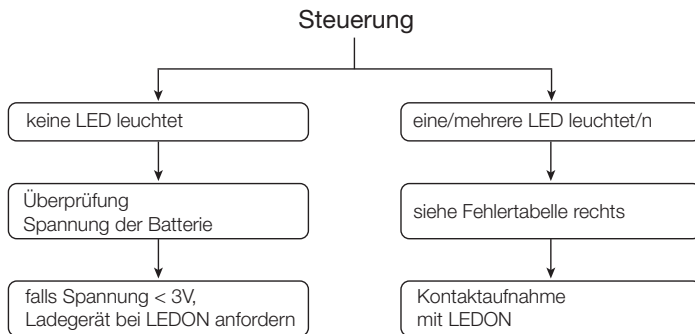 Steuerung
keine LED leuchtet
eine/mehrere LED leuchtet/n
Überprüfung
Spannung der Batterie
siehe Fehlertabelle rechts
falls Spannung < 3V,
Ladegerät bei LEDON anfordern
Kontaktaufnahme
mit LEDON